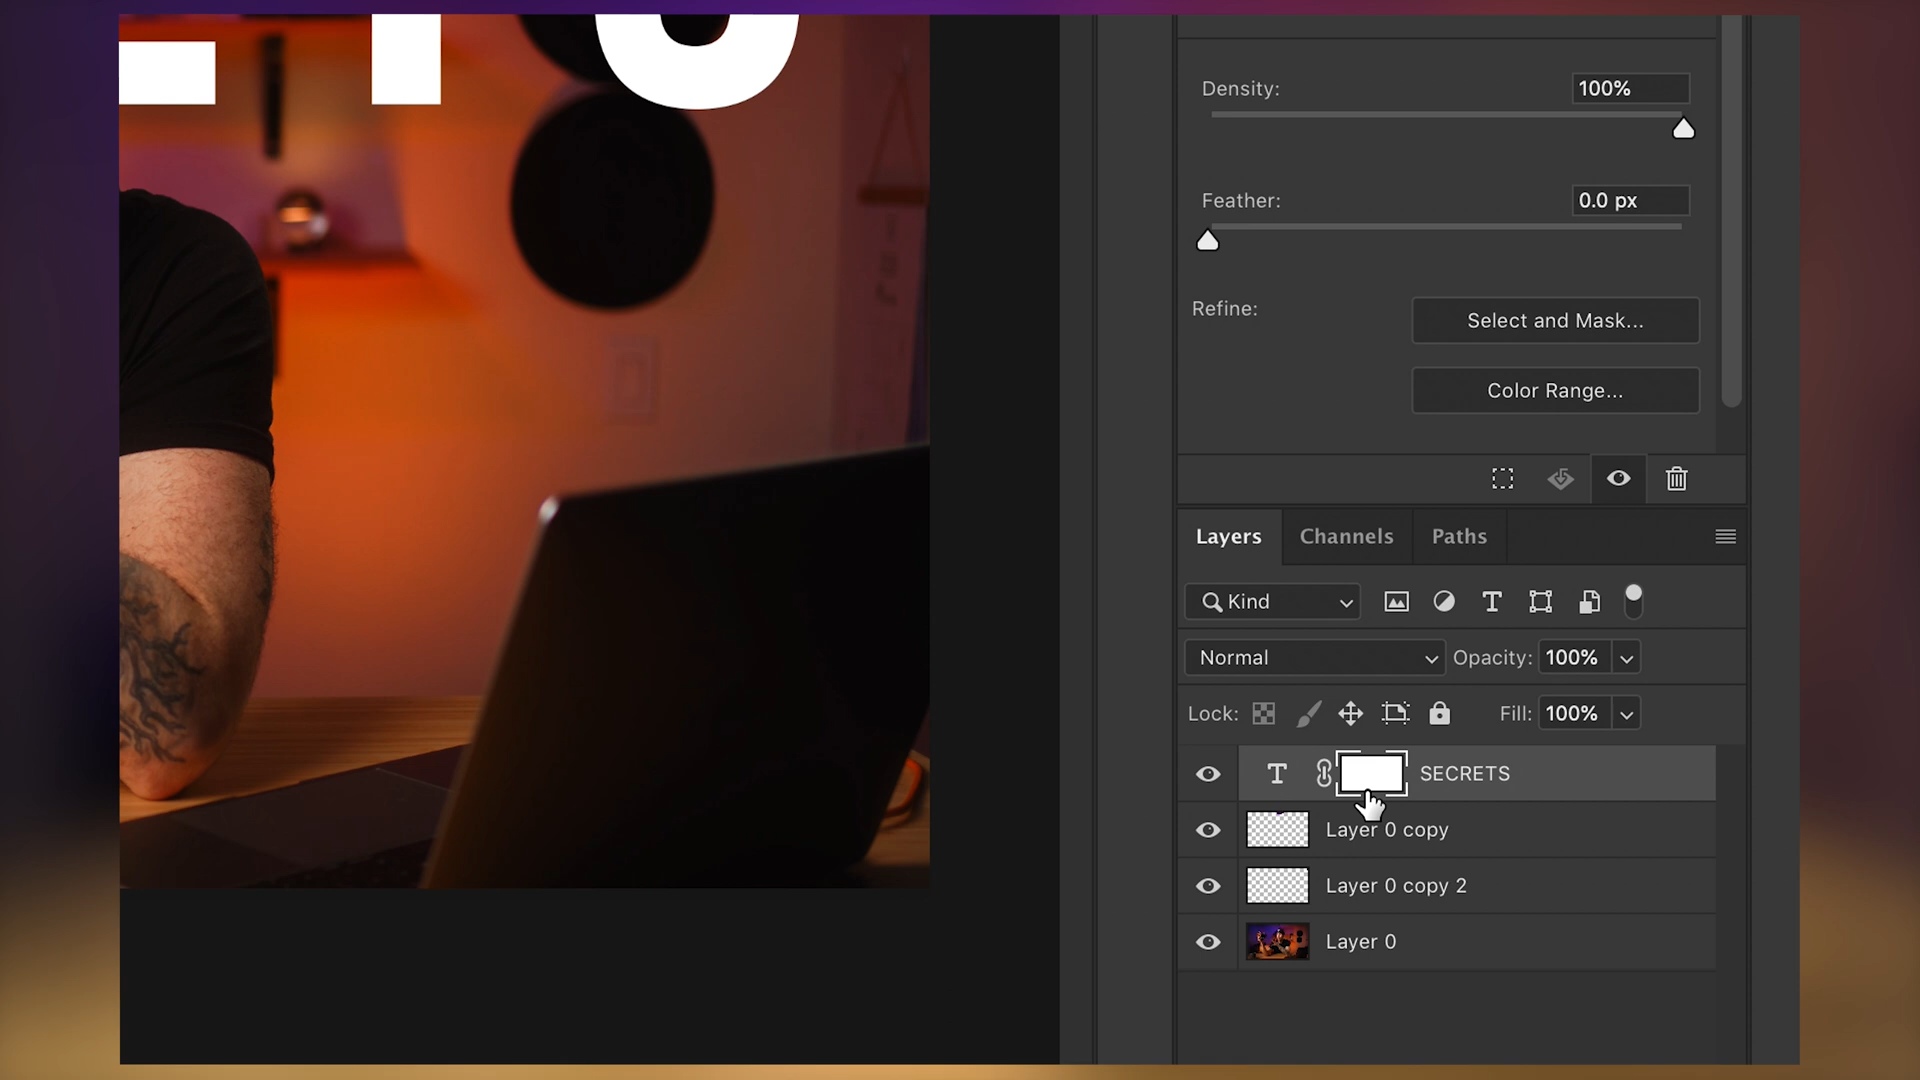 Density: 100%
Feather: 0.0 px
Refine: Select and Mask...
Color Range...
Layers Channels Paths
Kind
Normal Opacity: 100%
Lock: Fill: 100%
T SECRETS
Layer 0 copy
Layer 0 copy 2
Layer 0